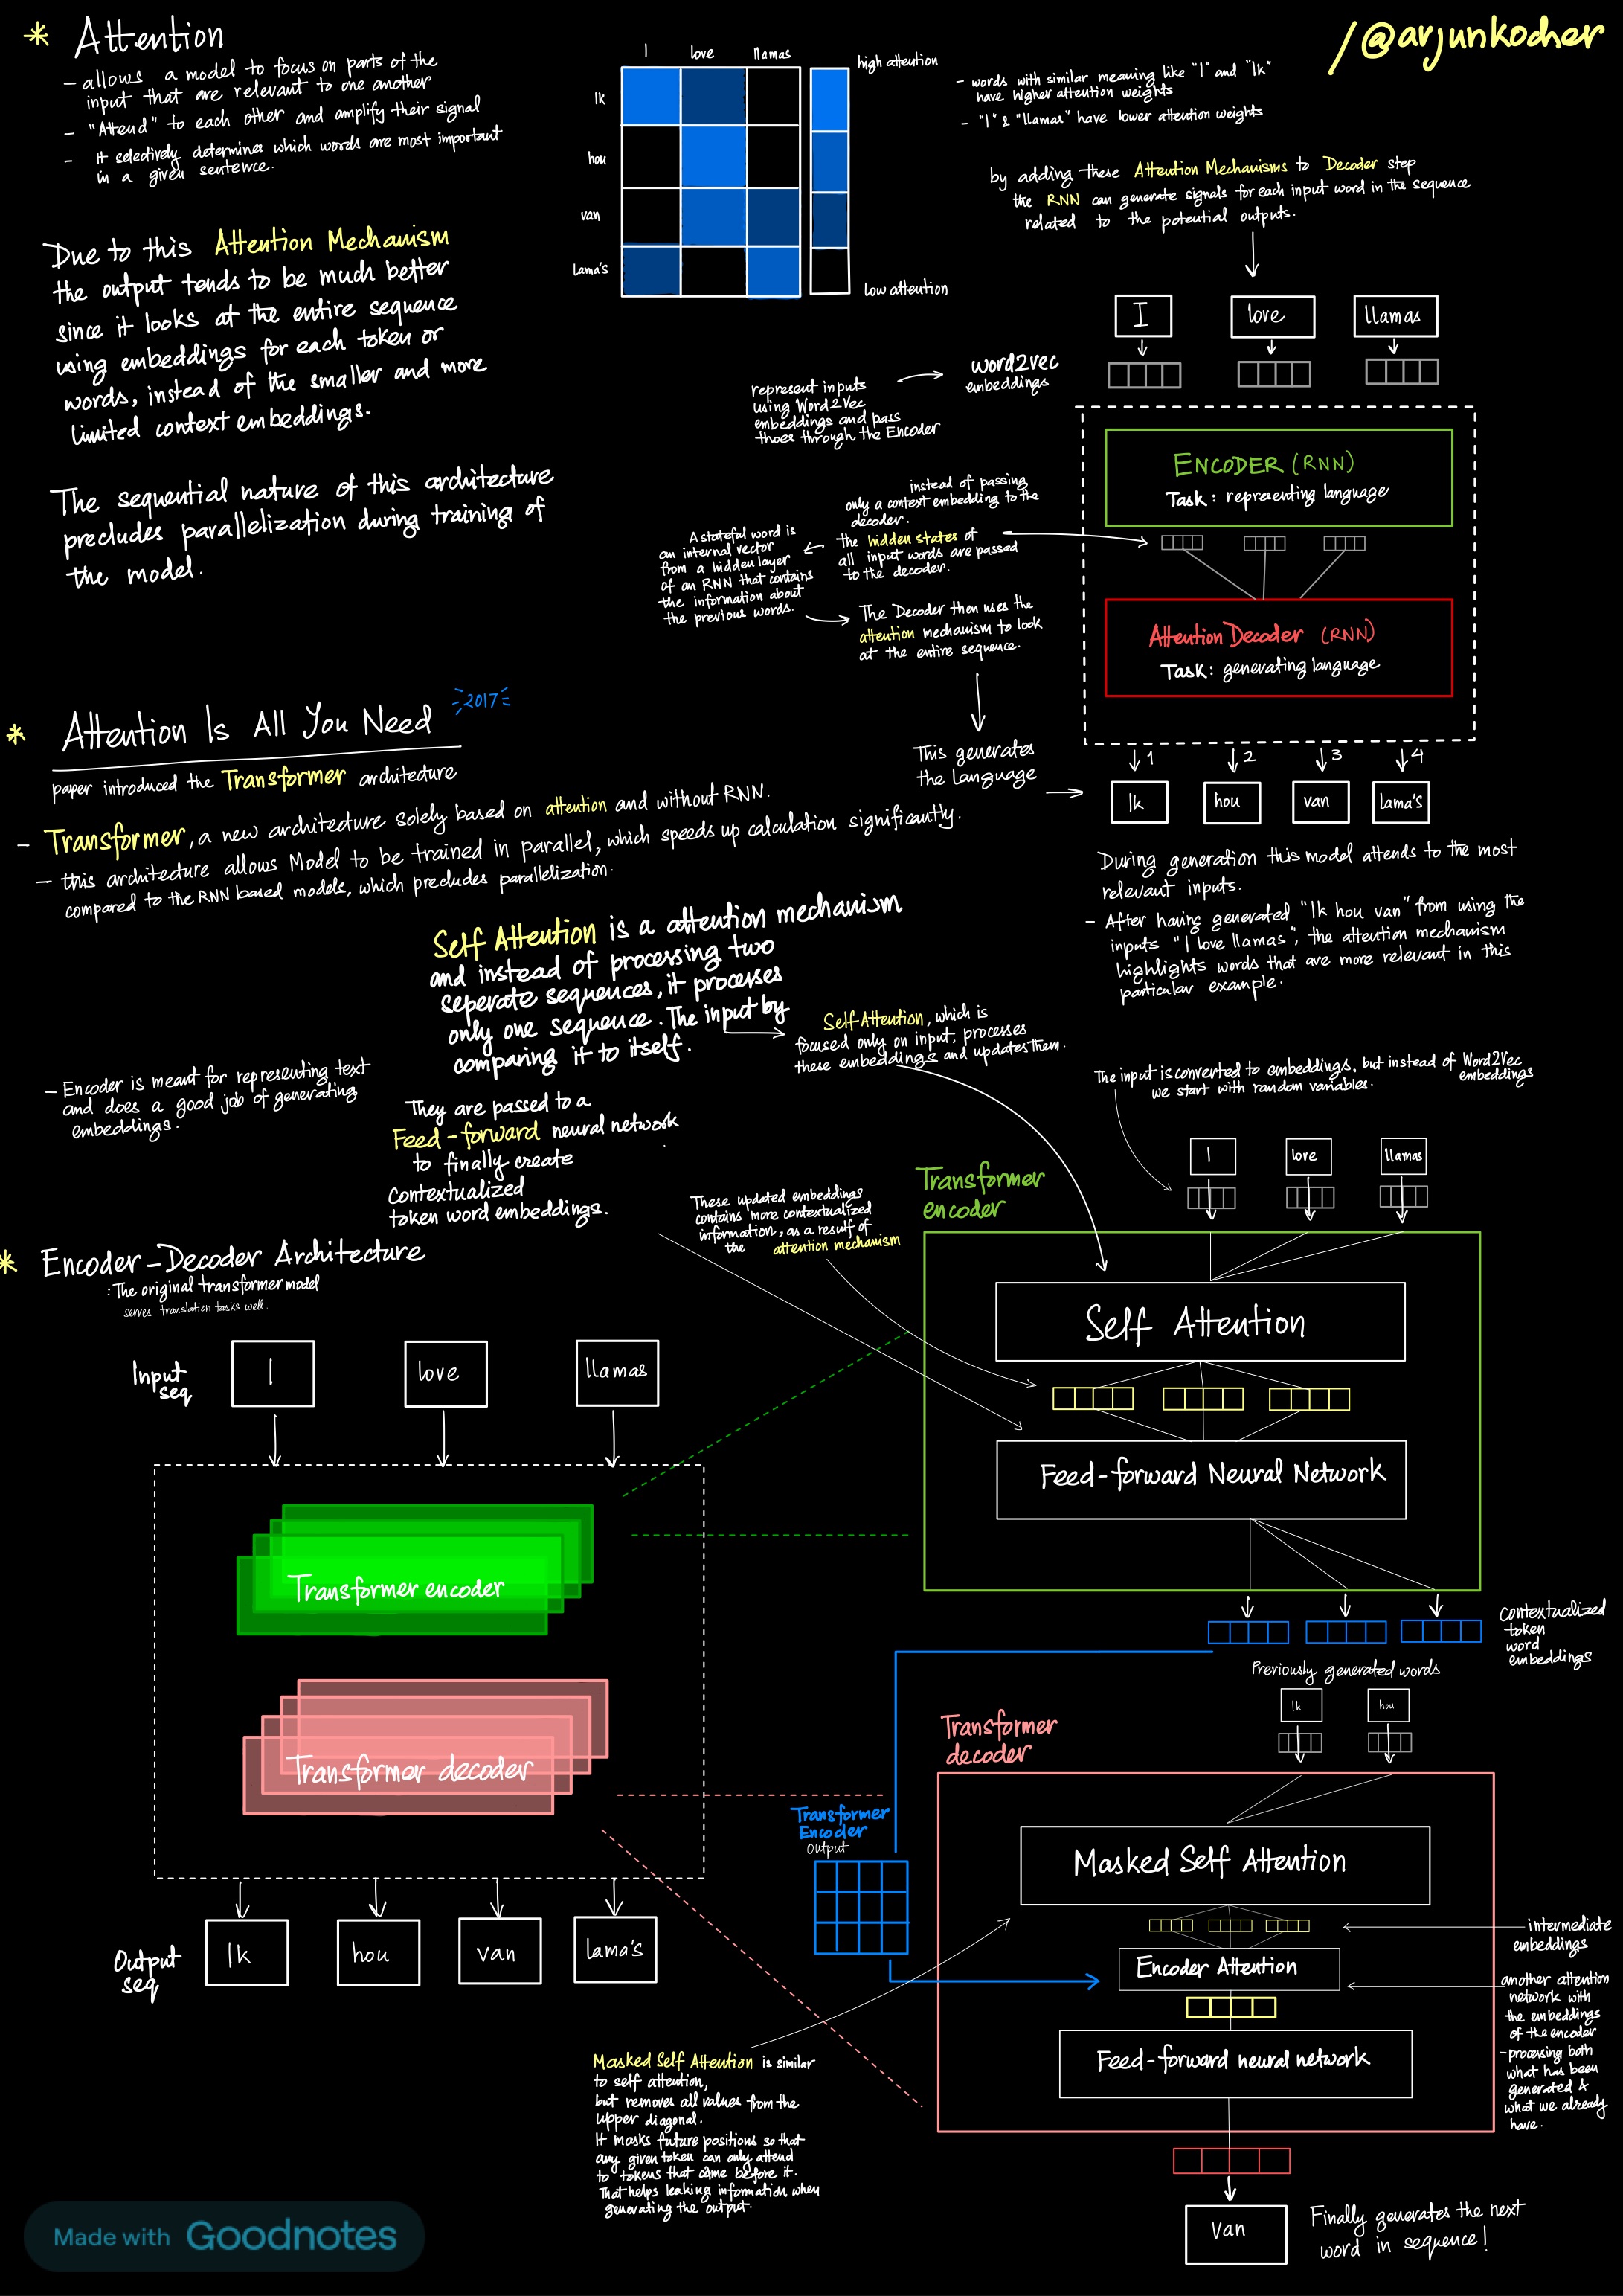 * Attention
/@arjunkocher
- allows a model to focus on parts of the
input that are relevant to one another
- "Attend" to each other and amplify their signal
- It selectively determines which words are most important
in a given sentence.
Due to this Attention Mechanism
the output tends to be much better
since it looks at the entire sequence
using embeddings for each token or
words, instead of the smaller and more
limited context embeddings.
The sequential nature of this architecture
precludes parallelization during training of
the model.
I love llamas
Ik
hou
van
Lama's
high attention
low attention
- words with similar meaning like "I" and "Ik"
have higher attention weights
- "I" & "llamas" have lower attention weights
by adding these Attention Mechanisms to Decoder step
the RNN can generate signals for each input word in the sequence
related to the potential outputs.
I love llamas
word2vec
embeddings
represent inputs
using Word2Vec
embeddings and pass
thoes through the Encoder
ENCODER (RNN)
Task: representing language
instead of passing
only a context embedding to the
decoder.
the hidden states of
all input words are passed
to the decoder.
A stateful word is
an internal vector
from a hidden layer
of an RNN that contains
the information about
the previous words.
The Decoder then uses the
attention mechanism to look
at the entire sequence.
Attention Decoder (RNN)
Task: generating language
This generates
the language
1 2 3 4
Ik hou van Lama's
During generation this model attends to the most
relevant inputs.
- After having generated "Ik hou van" from using the
inputs "I love llamas", the attention mechanism
highlights words that are more relevant in this
particular example.
* Attention Is All You Need
2017
paper introduced the Transformer architecture
- Transformer, a new architecture solely based on attention and without RNN.
- this architecture allows Model to be trained in parallel, which speeds up calculation significantly.
compared to the RNN based models, which precludes parallelization.
Self Attention is a attention mechanism
and instead of processing two
seperate sequences, it processes
only one sequence. The input by
comparing it to itself.
Self Attention, which is
focused only on input, processes
these embeddings and updates them.
- Encoder is meant for representing text
and does a good job of generating
embeddings.
They are passed to a
Feed-forward neural network
to finally create
contextualized
token word embeddings.
The input is converted to embeddings, but instead of Word2Vec
embeddings
we start with random variables.
I love llamas
These updated embeddings
contains more contextualized
information, as a result of
the attention mechanism
Transformer
encoder
Self Attention
Feed-forward Neural Network
contextualized
token
word
embeddings
* Encoder-Decoder Architecture
: The original transformer model
serves translation tasks well.
Input
seq
I love llamas
Transformer encoder
Transformer decoder
Output
seq
Ik hou van Lama's
Previously generated words
Ik hou
Transformer
decoder
Transformer
Encoder
Output
Masked Self Attention
intermediate
embeddings
Encoder Attention
another attention
network with
the embeddings
of the encoder
- processing both
what has been
generated &
what we already
have.
Feed-forward neural network
Masked Self Attention is similar
to self attention,
but removes all values from the
upper diagonal.
It masks future positions so that
any given token can only attend
to tokens that came before it.
That helps leaking information when
generating the output.
Van
Finally generates the next
word in sequence!
Made with Goodnotes